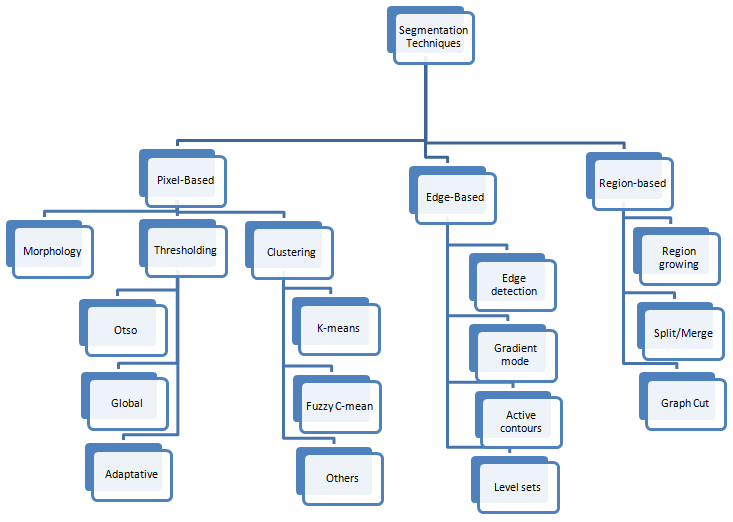 Segmentation
Techniques
Pixel-Based
Edge-Based
Region-based
Morphology
Thresholding
Clustering
Otso
Global
Adaptative
K-means
Fuzzy C-mean
Others
Edge
detection
Gradient
mode
Active
contours
Level sets
Region
growing
Split/Merge
Graph Cut